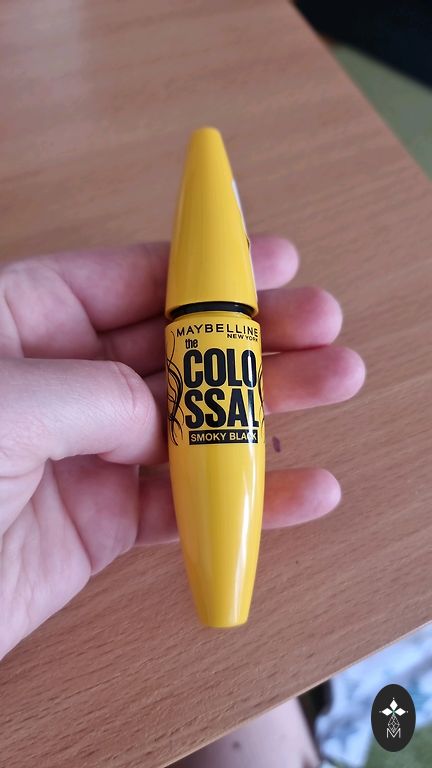 MAYBELLINE
NEW YORK
the
COLO
SSAL
SMOKY BLACK
M